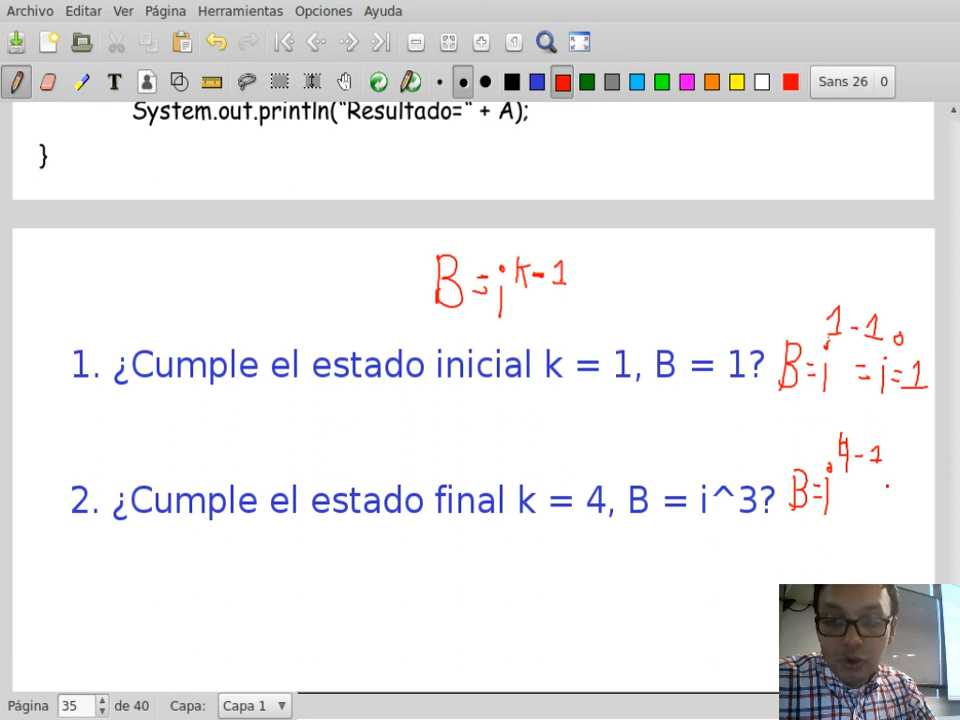 Archivo Editar Ver Página Herramientas Opciones Ayuda
T Sans 26 0
System.out.println(“Resultado=“ + A);
}
B = i^k-1
1. ¿Cumple el estado inicial k = 1, B = 1? B = i^1-1 = i^0 = 1
2. ¿Cumple el estado final k = 4, B = i^3? B = i^4-1
Página 35 de 40 Capa: Capa 1